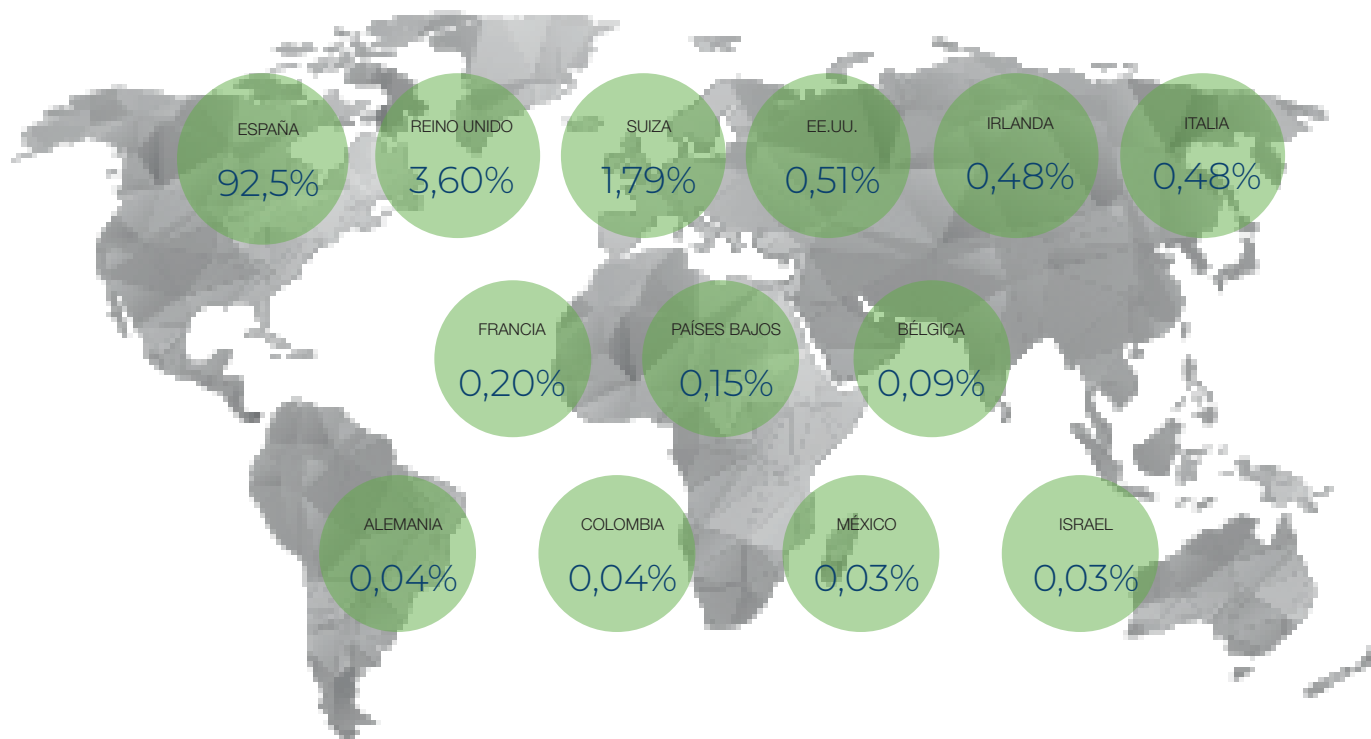 ESPAÑA
92,5%
REINO UNIDO
3,60%
SUIZA
1,79%
EE.UU.
0,51%
IRLANDA
0,48%
ITALIA
0,48%
FRANCIA
0,20%
PAÍSES BAJOS
0,15%
BÉLGICA
0,09%
ALEMANIA
0,04%
COLOMBIA
0,04%
MÉXICO
0,03%
ISRAEL
0,03%